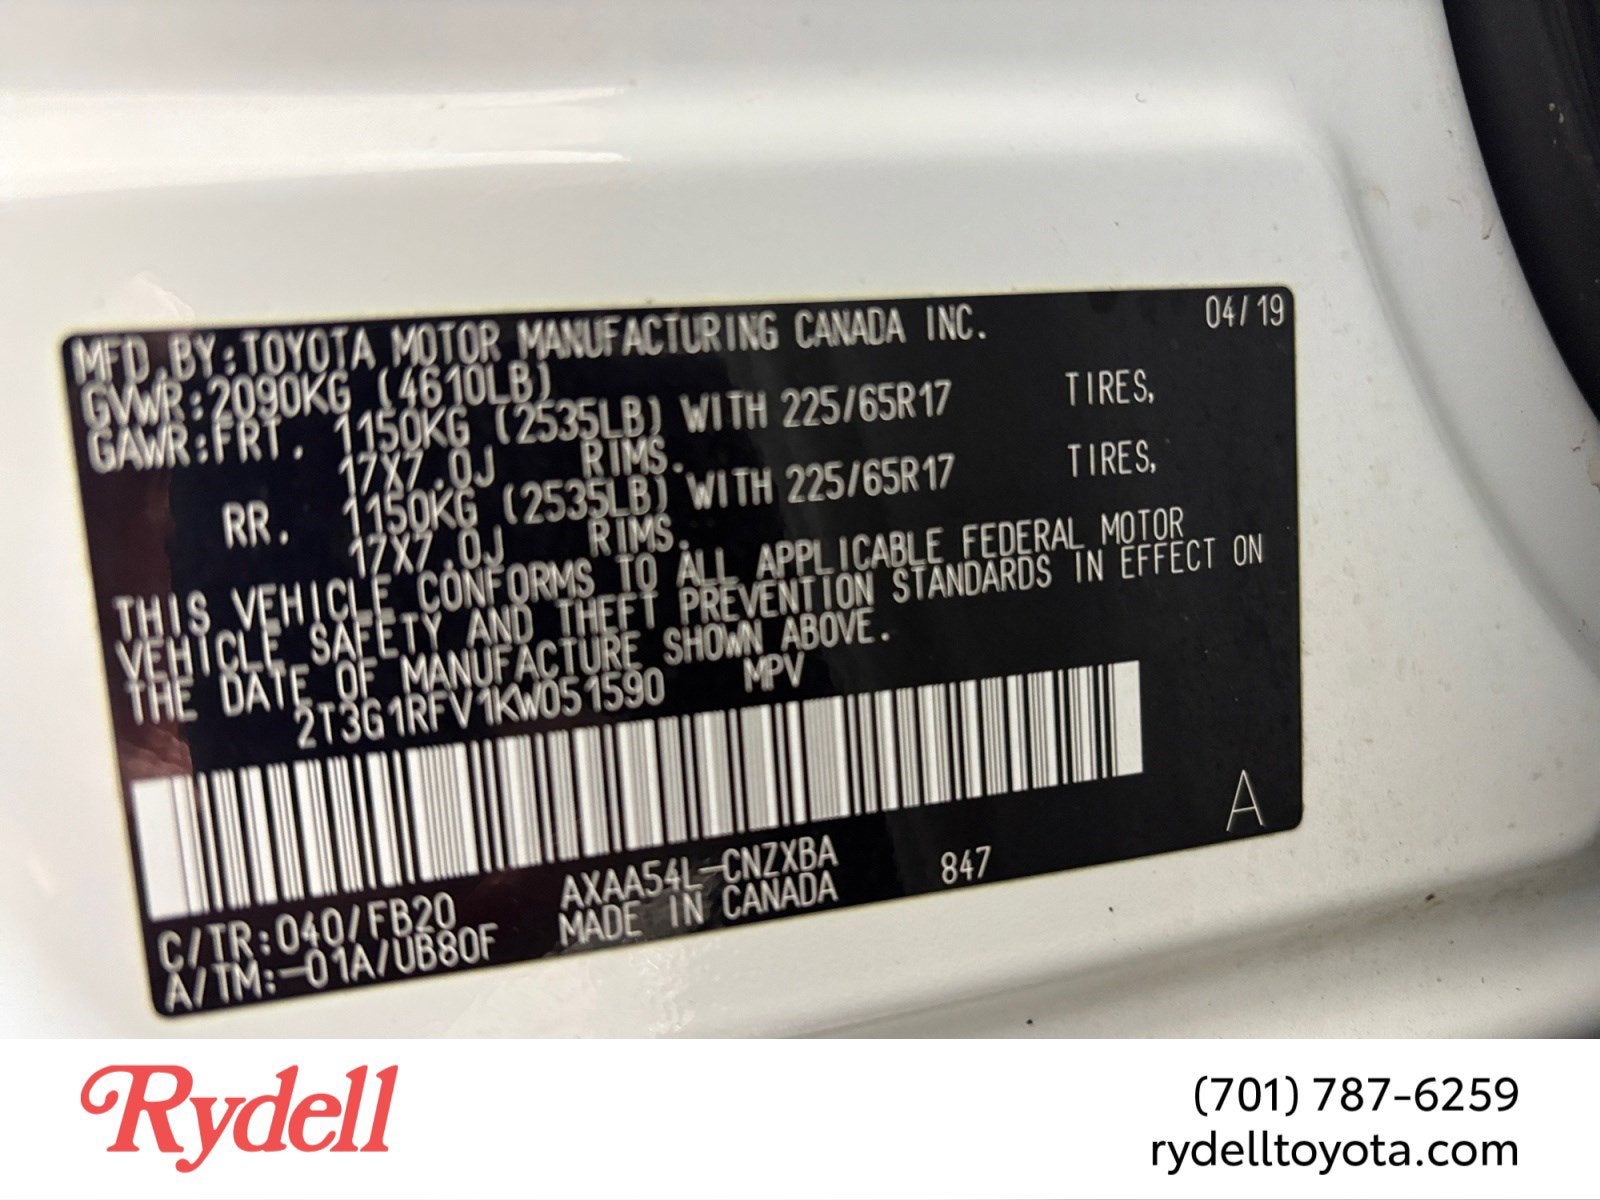 MFD.BY:TOYOTA MOTOR MANUFACTURING CANADA INC. 04/19
GVWR:2090KG (4610LB)
GAWR:FRT. 1150KG (2535LB) WITH 225/65R17 TIRES,
17X7.0J RIMS.
RR. 1150KG (2535LB) WITH 225/65R17 TIRES,
17X7.0J RIMS.
THIS VEHICLE CONFORMS TO ALL APPLICABLE FEDERAL MOTOR
VEHICLE SAFETY AND THEFT PREVENTION STANDARDS IN EFFECT ON
THE DATE OF MANUFACTURE SHOWN ABOVE.
2T3G1RFV1KW051590 MPV
A
C/TR:040/FB20 AXAA54L-CNZXBA 847
A/TM:-01A/UB80F MADE IN CANADA
Rydell
(701) 787-6259
rydelltoyota.com